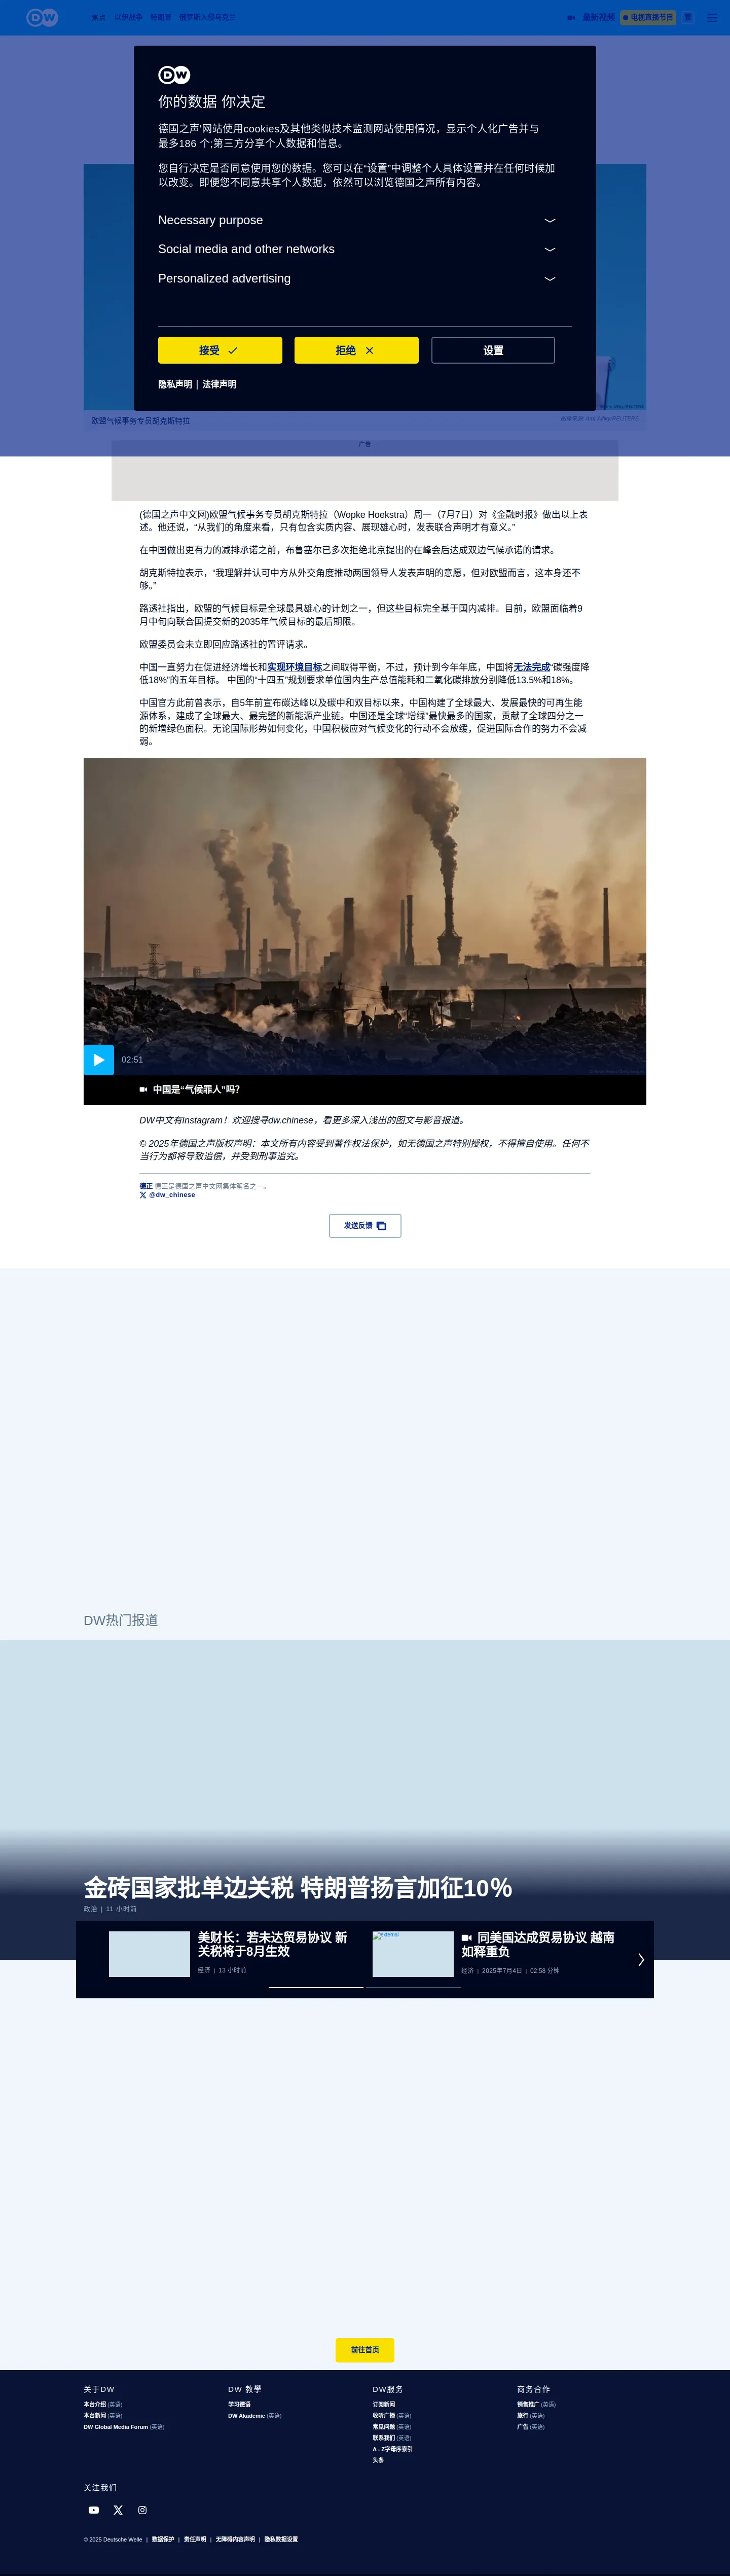 DW
焦点 以伊战争 特朗普 俄罗斯入侵乌克兰
最新视频 电视直播节目 繁
DW
你的数据 你决定
德国之声'网站使用cookies及其他类似技术监测网站使用情况，显示个人化广告并与
最多186 个;第三方分享个人数据和信息。
您自行决定是否同意使用您的数据。您可以在“设置”中调整个人具体设置并在任何时候加
以改变。即便您不同意共享个人数据，依然可以浏览德国之声所有内容。
Necessary purpose
Social media and other networks
Personalized advertising
接受
拒绝
设置
隐私声明 | 法律声明
欧盟气候事务专员胡克斯特拉
广告
(德国之声中文网)欧盟气候事务专员胡克斯特拉（Wopke Hoekstra）周一（7月7日）对《金融时报》做出以上表
述。他还说，“从我们的角度来看，只有包含实质内容、展现雄心时，发表联合声明才有意义。”
在中国做出更有力的减排承诺之前，布鲁塞尔已多次拒绝北京提出的在峰会后达成双边气候承诺的请求。
胡克斯特拉表示，“我理解并认可中方从外交角度推动两国领导人发表声明的意愿，但对欧盟而言，这本身还不
够。”
路透社指出，欧盟的气候目标是全球最具雄心的计划之一，但这些目标完全基于国内减排。目前，欧盟面临着9
月中旬向联合国提交新的2035年气候目标的最后期限。
欧盟委员会未立即回应路透社的置评请求。
中国一直努力在促进经济增长和实现环境目标之间取得平衡，不过，预计到今年年底，中国将无法完成“碳强度降
低18%”的五年目标。 中国的“十四五”规划要求单位国内生产总值能耗和二氧化碳排放分别降低13.5%和18%。
中国官方此前曾表示，自5年前宣布碳达峰以及碳中和双目标以来，中国构建了全球最大、发展最快的可再生能
源体系，建成了全球最大、最完整的新能源产业链。中国还是全球“增绿”最快最多的国家，贡献了全球四分之一
的新增绿色面积。无论国际形势如何变化，中国积极应对气候变化的行动不会放缓，促进国际合作的努力不会减
弱。
02:51
中国是“气候罪人”吗？
DW中文有Instagram！欢迎搜寻dw.chinese，看更多深入浅出的图文与影音报道。
© 2025年德国之声版权声明：本文所有内容受到著作权法保护，如无德国之声特别授权，不得擅自使用。任何不
当行为都将导致追偿，并受到刑事追究。
德正 德正是德国之声中文网集体笔名之一。
@dw_chinese
发送反馈
DW热门报道
金砖国家批单边关税 特朗普扬言加征10％
政治 | 11 小时前
美财长：若未达贸易协议 新
关税将于8月生效
经济 | 13 小时前
external
同美国达成贸易协议 越南
如释重负
经济 | 2025年7月4日 | 02:58 分钟
前往首页
关于DW
本台介绍 (英语)
本台新闻 (英语)
DW Global Media Forum (英语)
DW 教學
学习德语
DW Akademie (英语)
DW服务
订阅新闻
收听广播 (英语)
常见问题 (英语)
联系我们 (英语)
A - Z字母序索引
头条
商务合作
销售推广 (英语)
旅行 (英语)
广告 (英语)
关注我们
© 2025 Deutsche Welle | 数据保护 | 责任声明 | 无障碍内容声明 | 隐私数据设置